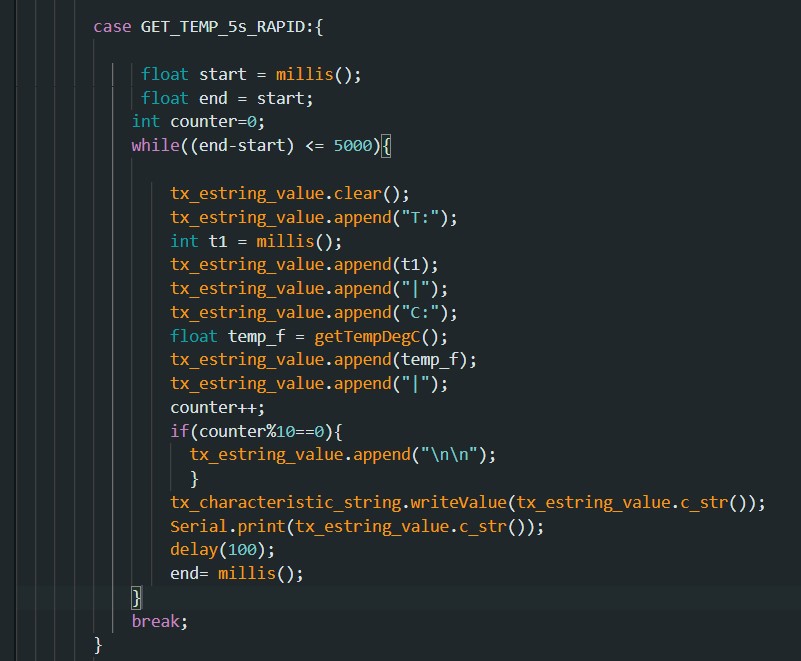 case GET_TEMP_5s_RAPID:{
float start = millis();
float end = start;
int counter=0;
while((end-start) <= 5000){
tx_estring_value.clear();
tx_estring_value.append("T:");
int t1 = millis();
tx_estring_value.append(t1);
tx_estring_value.append("|");
tx_estring_value.append("C:");
float temp_f = getTempDegC();
tx_estring_value.append(temp_f);
tx_estring_value.append("|");
counter++;
if(counter%10==0){
tx_estring_value.append("\n\n");
}
tx_characteristic_string.writeValue(tx_estring_value.c_str());
Serial.print(tx_estring_value.c_str());
delay(100);
end= millis();
}
break;
}